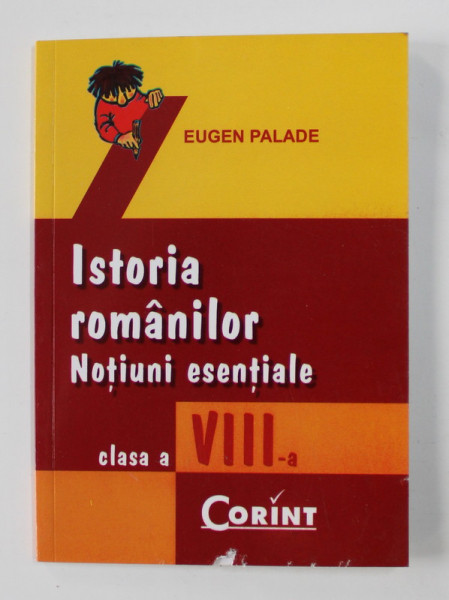 EUGEN PALADE
Istoria
românilor
Noțiuni esențiale
clasa a VIII-a
CORINT